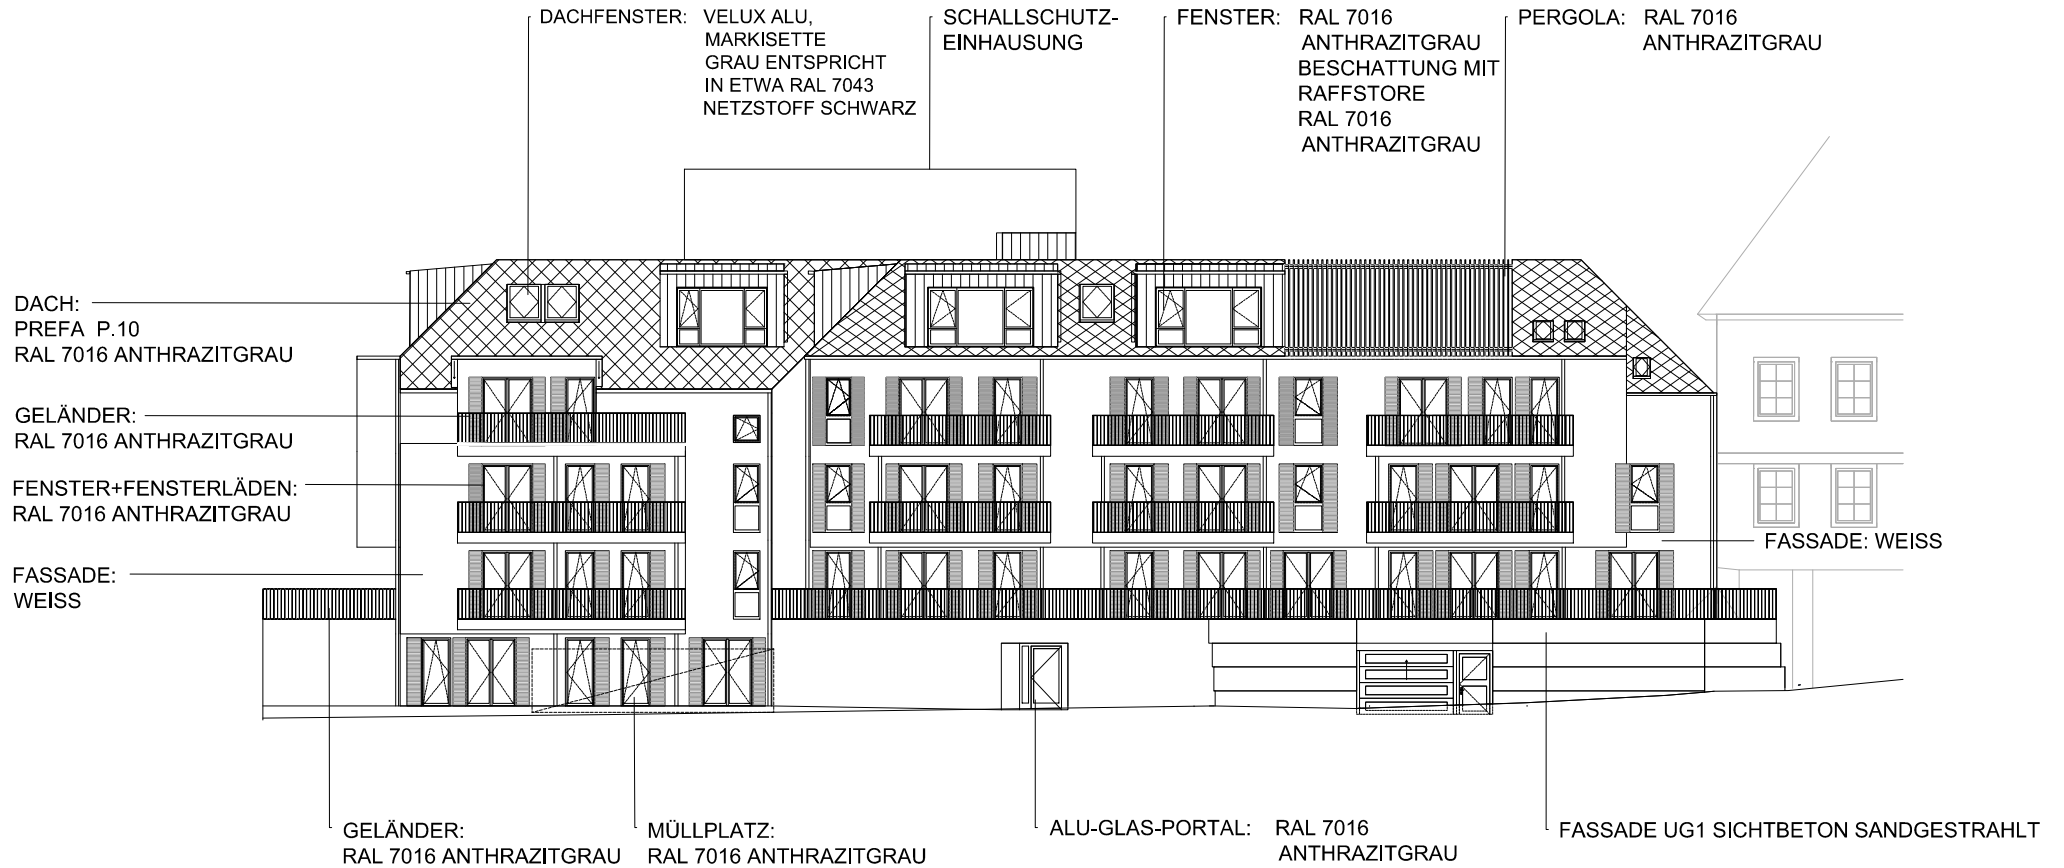 DACHFENSTER: VELUX ALU,
MARKISETTE
GRAU ENTSPRICHT
IN ETWA RAL 7043
NETZSTOFF SCHWARZ
SCHALLSCHUTZ-
EINHAUSUNG
FENSTER: RAL 7016
ANTHRAZITGRAU
BESCHATTUNG MIT
RAFFSTORE
RAL 7016
ANTHRAZITGRAU
PERGOLA: RAL 7016
ANTHRAZITGRAU
DACH:
PREFA P.10
RAL 7016 ANTHRAZITGRAU
GELÄNDER:
RAL 7016 ANTHRAZITGRAU
FENSTER+FENSTERLÄDEN:
RAL 7016 ANTHRAZITGRAU
FASSADE:
WEISS
FASSADE: WEISS
GELÄNDER:
RAL 7016 ANTHRAZITGRAU
MÜLLPLATZ:
RAL 7016 ANTHRAZITGRAU
ALU-GLAS-PORTAL: RAL 7016
ANTHRAZITGRAU
FASSADE UG1 SICHTBETON SANDGESTRAHLT